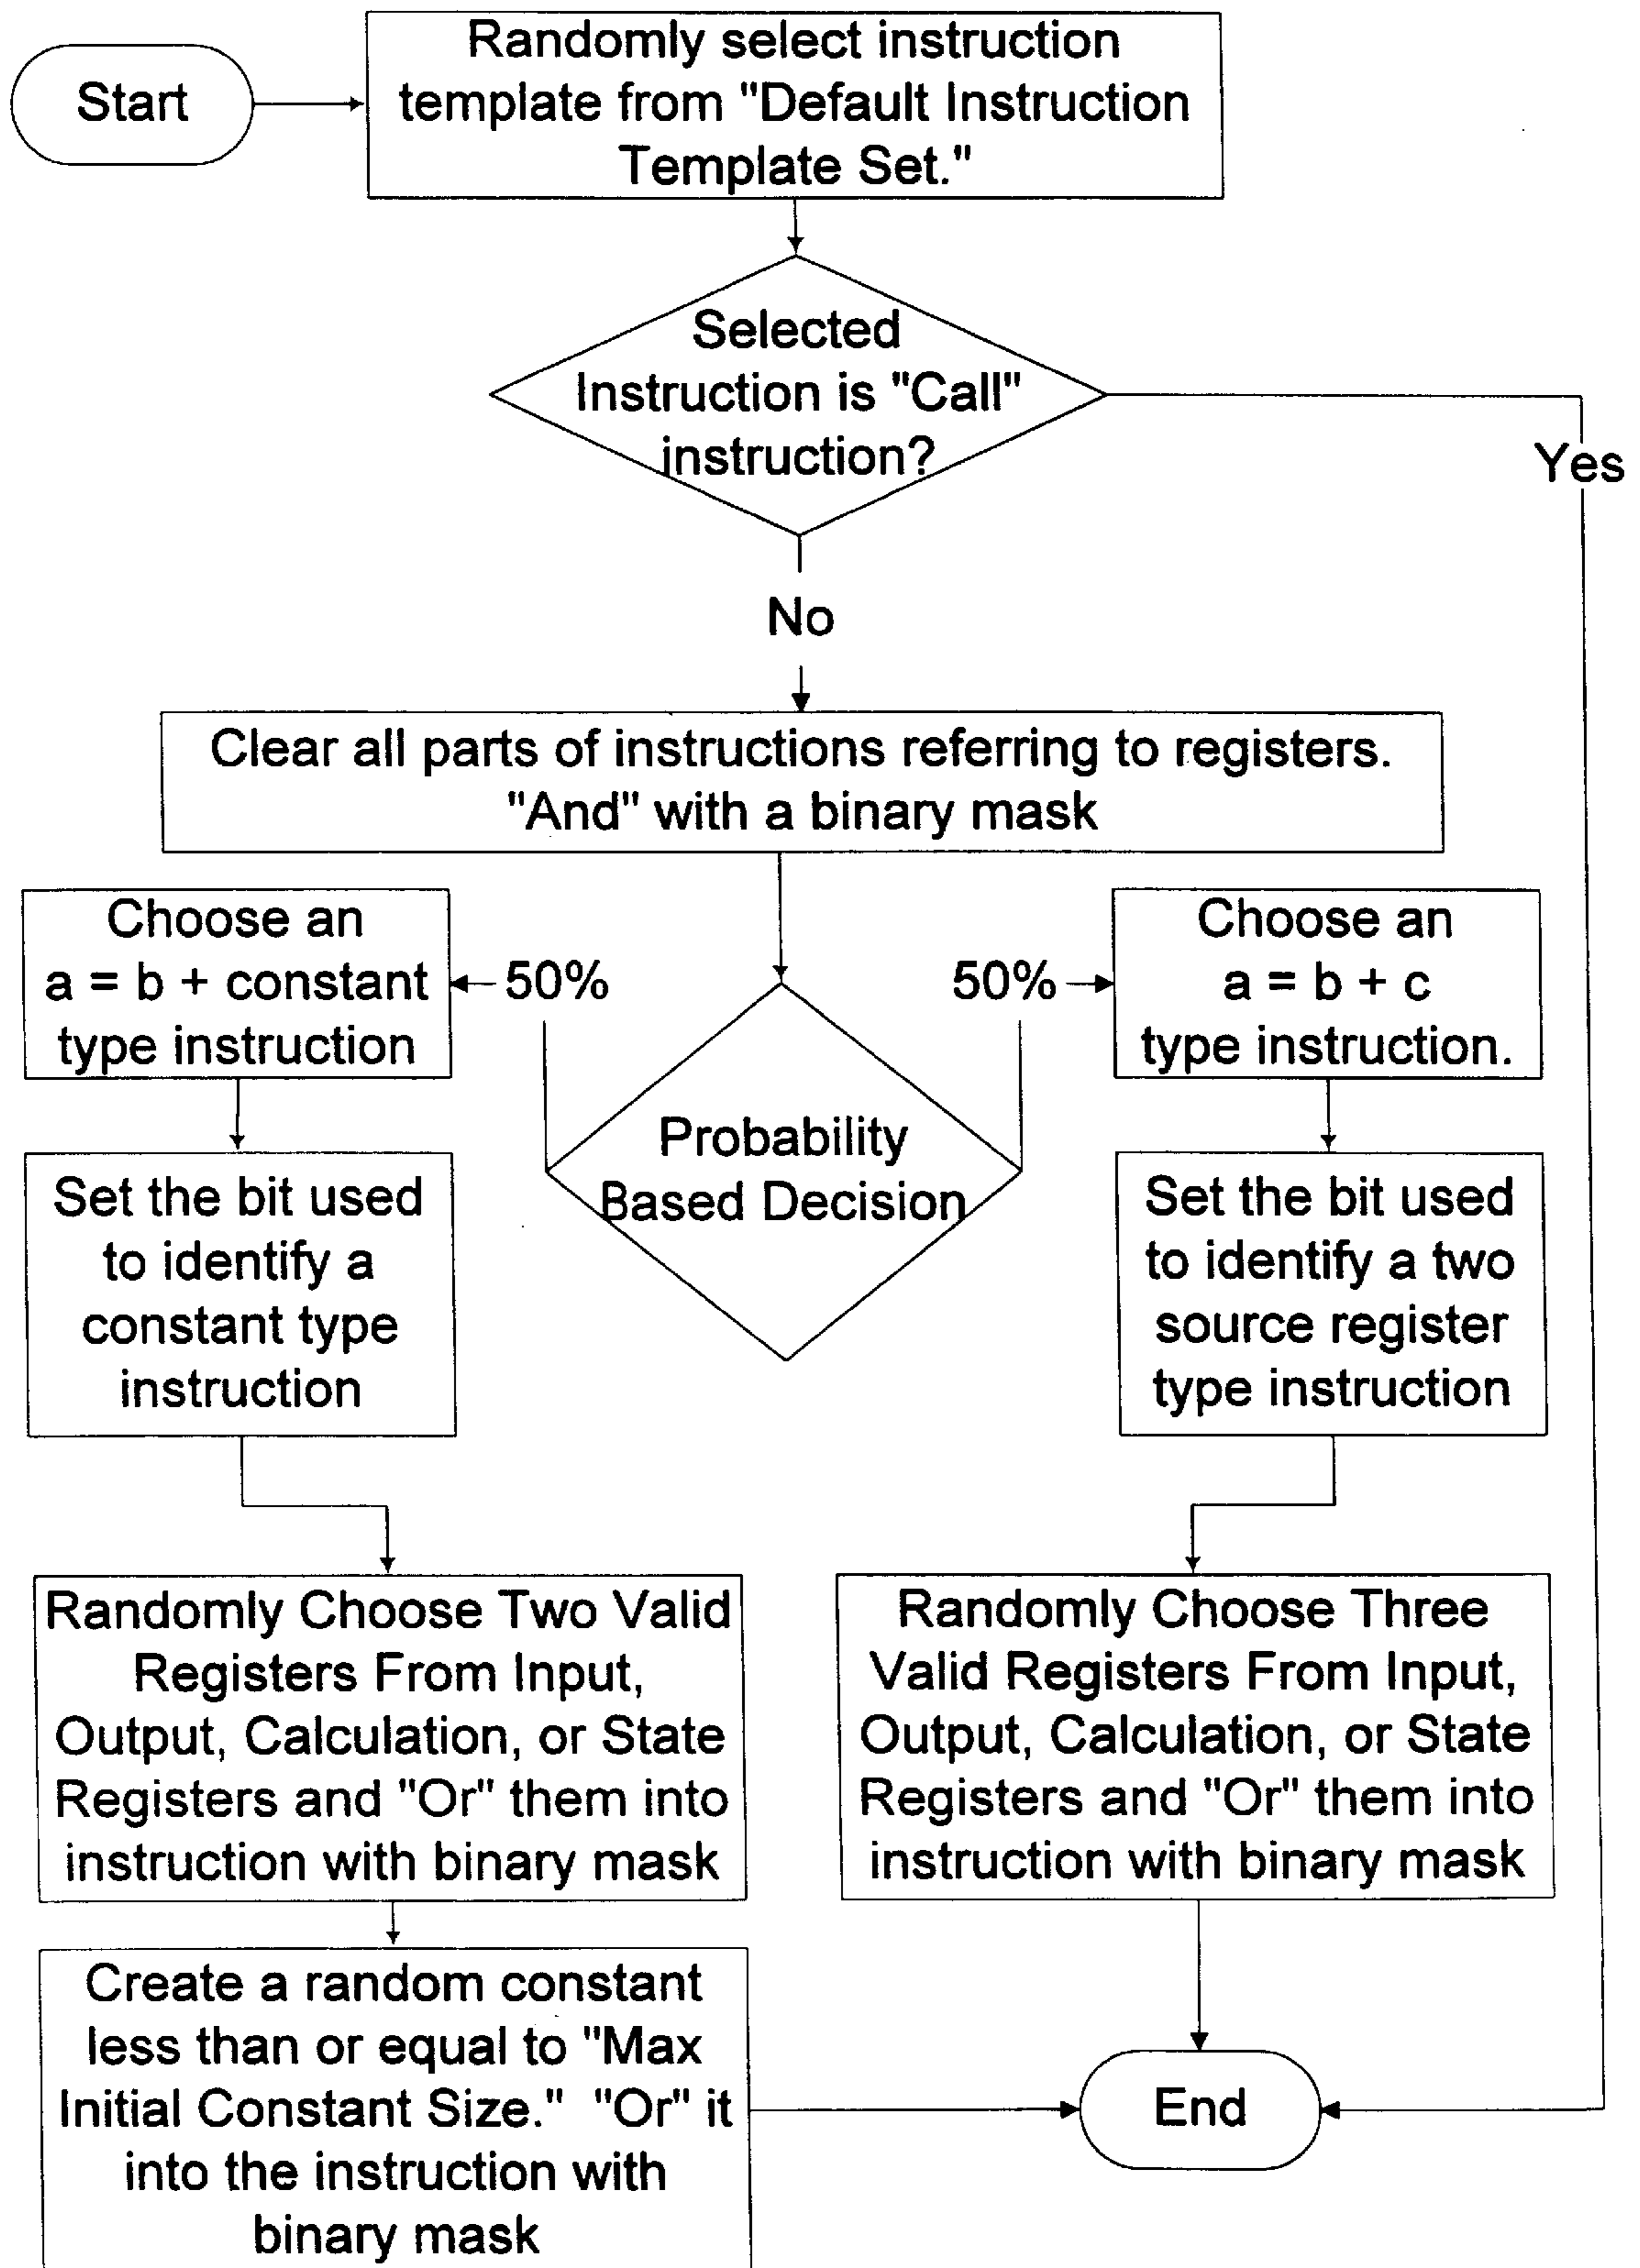 Start
Randomly select instruction
template from "Default Instruction
Template Set."
Selected
Instruction is "Call"
instruction?
Yes
No
Clear all parts of instructions referring to registers.
"And" with a binary mask
Choose an
a = b + constant
type instruction
50%
50%
Choose an
a = b + c
type instruction.
Probability
Based Decision
Set the bit used
to identify a
constant type
instruction
Set the bit used
to identify a two
source register
type instruction
Randomly Choose Two Valid
Registers From Input,
Output, Calculation, or State
Registers and "Or" them into
instruction with binary mask
Randomly Choose Three
Valid Registers From Input,
Output, Calculation, or State
Registers and "Or" them into
instruction with binary mask
Create a random constant
less than or equal to "Max
Initial Constant Size."  "Or" it
into the instruction with
binary mask
End